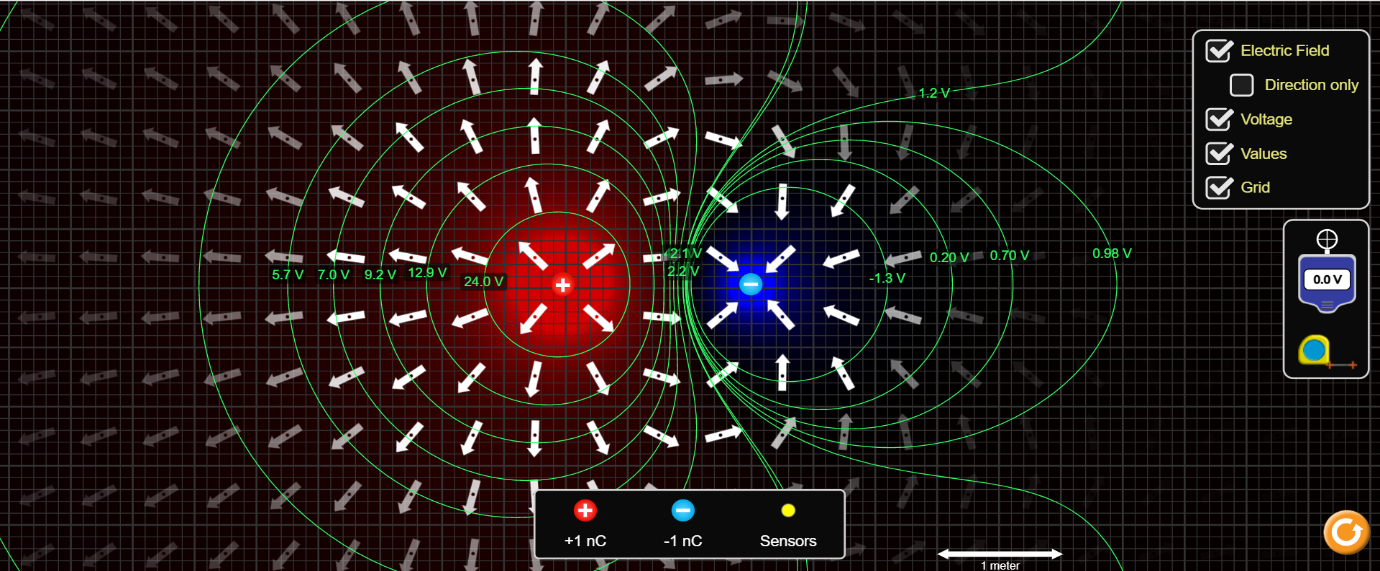 1.2 V
Electric Field
Direction only
Voltage
Values
Grid
2.1 V
2.2 V
5.7 V
7.0 V
9.2 V
12.9 V
24.0 V
-1.3 V
0.20 V
0.70 V
0.98 V
0.0 V
+1 nC
-1 nC
Sensors
1 meter